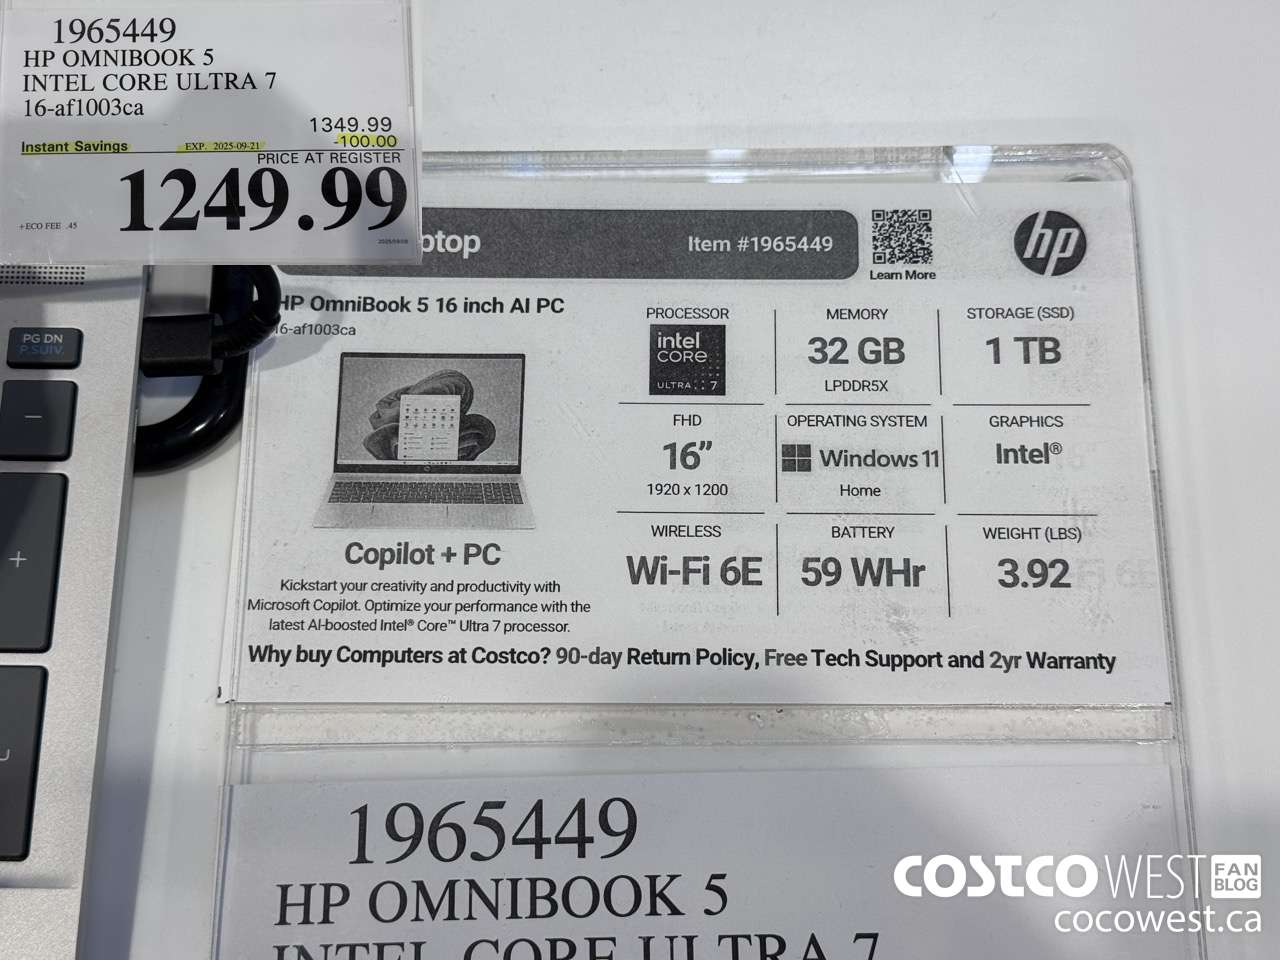 1965449
HP OMNIBOOK 5
INTEL CORE ULTRA 7
16-af1003ca
1349.99
Instant Savings EXP. 2025-09-21 -100.00
PRICE AT REGISTER
1249.99
+ECO FEE .45
ptop
Item #1965449
Learn More
hp
HP OmniBook 5 16 inch AI PC
16-af1003ca
Copilot + PC
Kickstart your creativity and productivity with
Microsoft Copilot. Optimize your performance with the
latest AI-boosted Intel® Core™ Ultra 7 processor.
PROCESSOR
intel
CORE
ULTRA 7
MEMORY
32 GB
LPDDR5X
STORAGE (SSD)
1 TB
FHD
16”
1920 x 1200
OPERATING SYSTEM
Windows 11
Home
GRAPHICS
Intel®
WIRELESS
Wi-Fi 6E
BATTERY
59 WHr
WEIGHT (LBS)
3.92
Why buy Computers at Costco? 90-day Return Policy, Free Tech Support and 2yr Warranty
PG DN
P.SUIV.
−
+
1965449
HP OMNIBOOK 5
INTEL CORE ULTRA 7
COSTCO WEST FAN BLOG
cocowest.ca